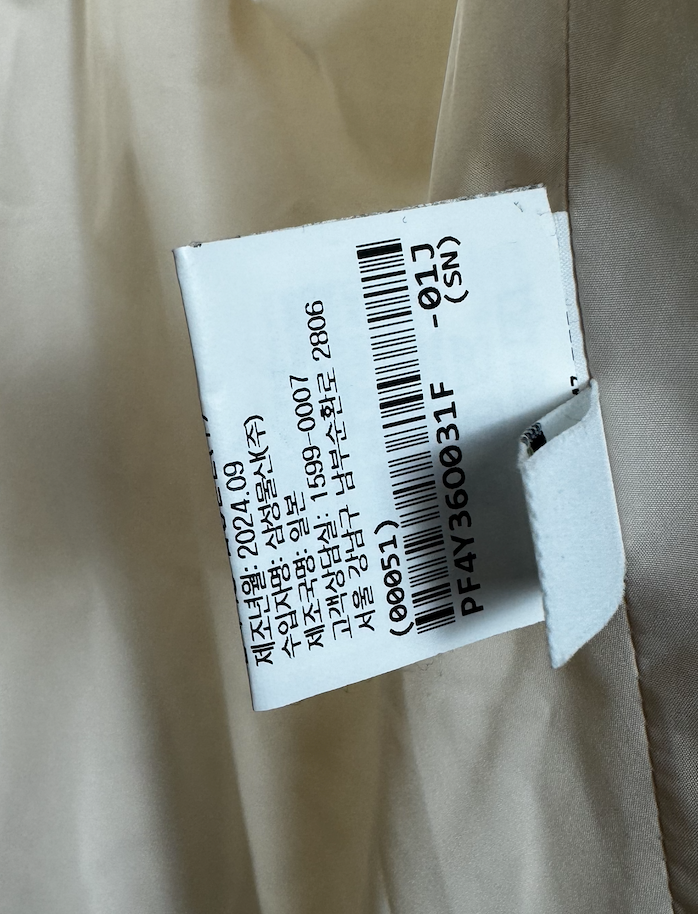 제조년월: 2024.09
수입자명: 삼성물산(주)
제조국명: 일본
고객상담실: 1599-0007
서울 강남구 남부순환로 2806
(00051)
PF4Y360031F -01J
(SN)